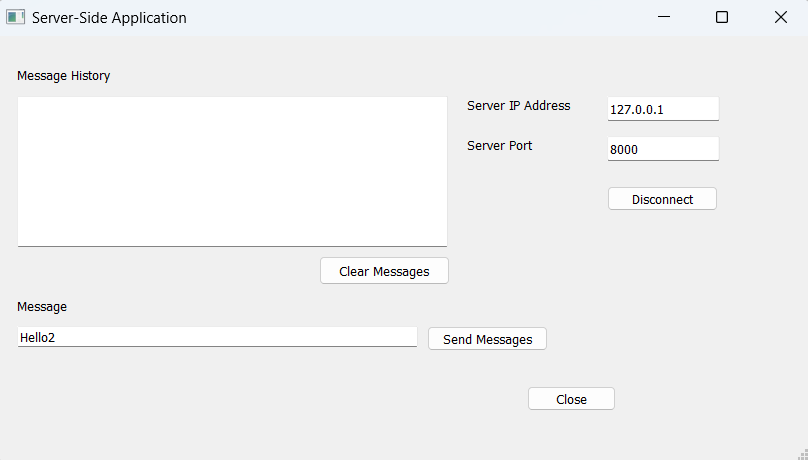 Server-Side Application
Message History
Server IP Address
127.0.0.1
Server Port
8000
Disconnect
Clear Messages
Message
Hello2
Send Messages
Close